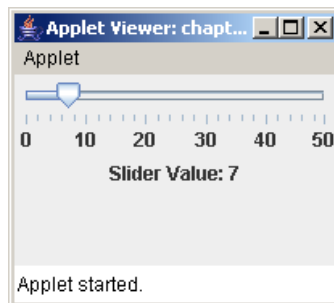 Applet Viewer: chapt...
Applet
0 10 20 30 40 50
Slider Value: 7
Applet started.